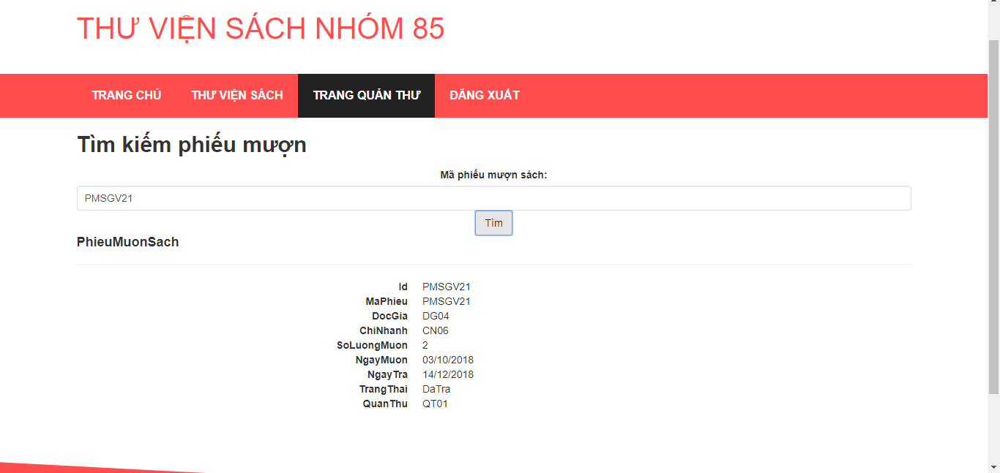 THƯ VIỆN SÁCH NHÓM 85
TRANG CHỦ THƯ VIỆN SÁCH TRANG QUẢN THƯ ĐĂNG XUẤT
Tìm kiếm phiếu mượn
Mã phiếu mượn sách:
PMSGV21
Tìm
PhieuMuonSach
Id PMSGV21
MaPhieu PMSGV21
DocGia DG04
ChiNhanh CN06
SoLuongMuon 2
NgayMuon 03/10/2018
NgayTra 14/12/2018
TrangThai DaTra
QuanThu QT01